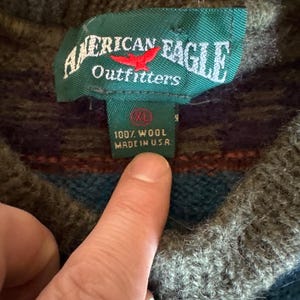 AMERICAN EAGLE
Outfitters
XL
100% WOOL
MADE IN U.S.A.